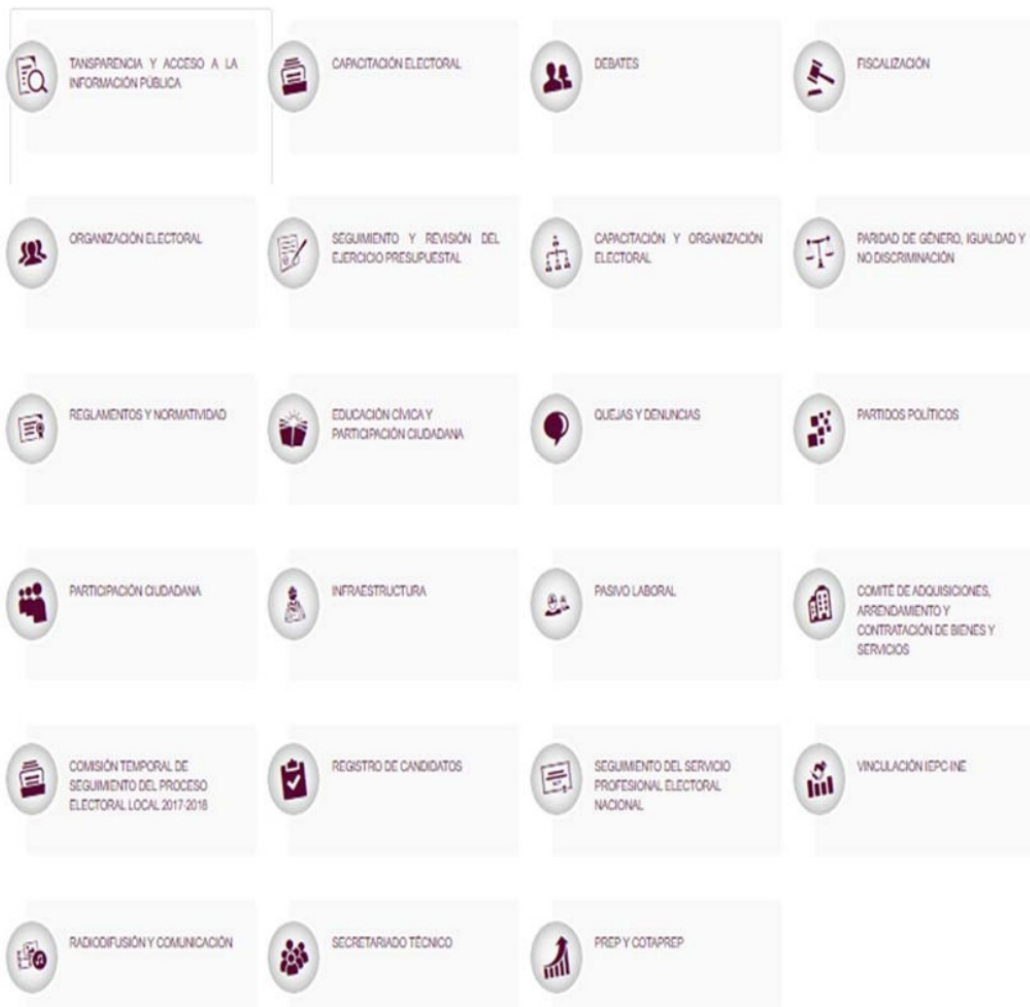 TANSPARENCIA Y ACCESO A LA
INFORMACIÓN PÚBLICA
CAPACITACIÓN ELECTORAL
DEBATES
FISCALIZACIÓN
ORGANIZACIÓN ELECTORAL
SEGUIMIENTO Y REVISIÓN DEL
EJERCICIO PRESUPUESTAL
CAPACITACIÓN Y ORGANIZACIÓN
ELECTORAL
PARIDAD DE GÉNERO, IGUALDAD Y
NO DISCRIMINACIÓN
REGLAMENTOS Y NORMATIVIDAD
EDUCACIÓN CÍVICA Y
PARTICIPACIÓN CIUDADANA
QUEJAS Y DENUNCIAS
PARTIDOS POLÍTICOS
PARTICIPACIÓN CIUDADANA
INFRAESTRUCTURA
PASIVO LABORAL
COMITÉ DE ADQUISICIONES,
ARRENDAMIENTO Y
CONTRATACIÓN DE BIENES Y
SERVICIOS
COMISIÓN TEMPORAL DE
SEGUIMIENTO DEL PROCESO
ELECTORAL LOCAL 2017-2018
REGISTRO DE CANDIDATOS
SEGUIMIENTO DEL SERVICIO
PROFESIONAL ELECTORAL
NACIONAL
VINCULACIÓN IEPC-INE
RADIODIFUSIÓN Y COMUNICACIÓN
SECRETARIADO TÉCNICO
PREP Y COTAPREP